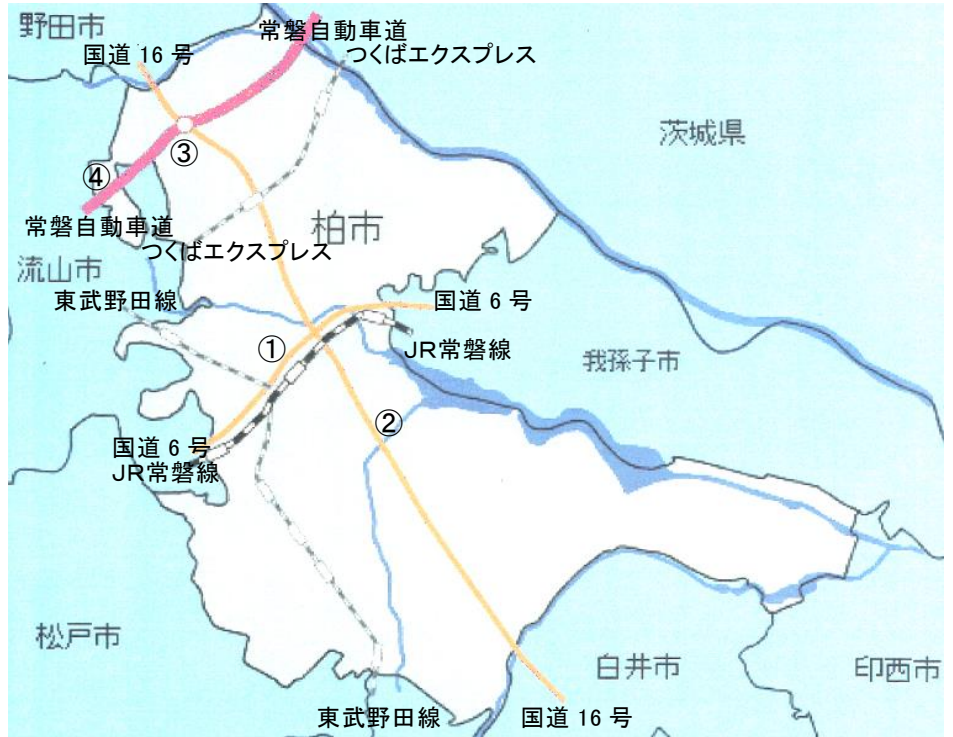 野田市
常磐自動車道
国道 16 号
つくばエクスプレス
茨城県
③
④
柏市
常磐自動車道
つくばエクスプレス
流山市
東武野田線
国道 6 号
①
JR常磐線
我孫子市
②
国道 6 号
JR常磐線
松戸市
白井市
印西市
東武野田線
国道 16 号